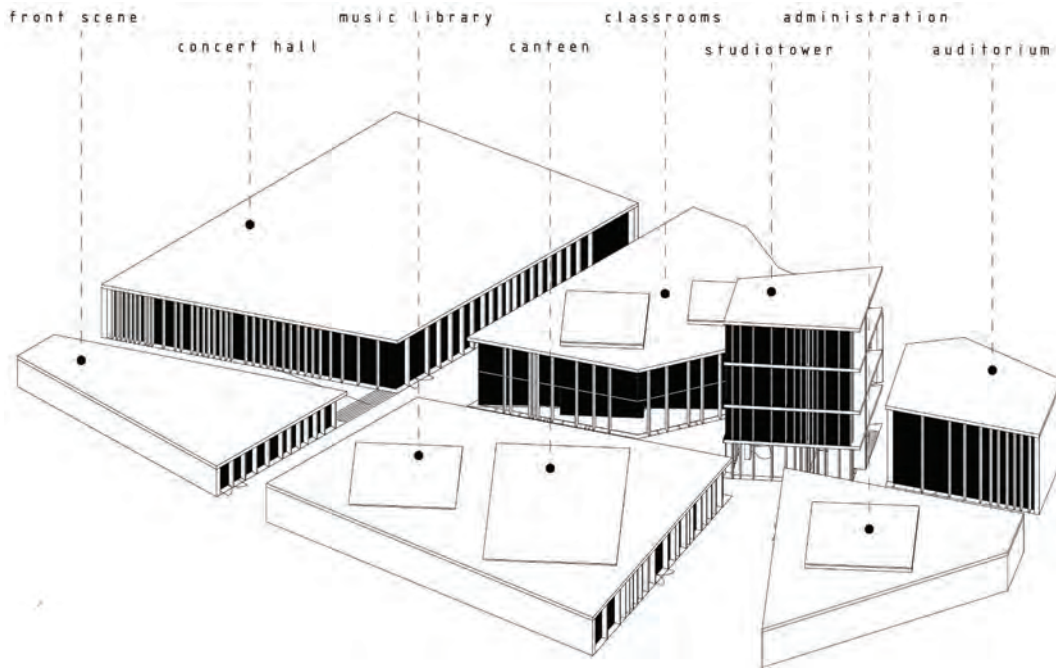 front scene
music library
classrooms
administration
concert hall
canteen
studiotower
auditorium